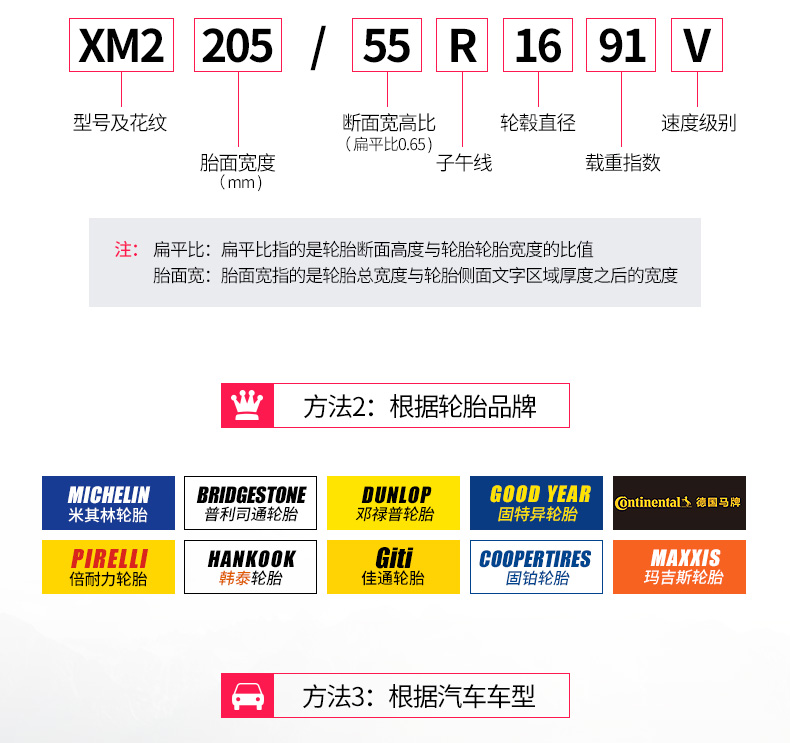 XM2 205 / 55 R 16 91 V
型号及花纹 断面宽高比 轮毂直径 速度级别
（扁平比0.65）
胎面宽度 子午线 载重指数
（mm）
注： 扁平比：扁平比指的是轮胎断面高度与轮胎轮胎宽度的比值
胎面宽：胎面宽指的是轮胎总宽度与轮胎侧面文字区域厚度之后的宽度
方法2：根据轮胎品牌
MICHELIN BRIDGESTONE DUNLOP GOOD YEAR Continental 德国马牌
米其林轮胎 普利司通轮胎 邓禄普轮胎 固特异轮胎
PIRELLI HANKOOK Giti COOPERTIRES MAXXIS
倍耐力轮胎 韩泰轮胎 佳通轮胎 固铂轮胎 玛吉斯轮胎
方法3：根据汽车车型